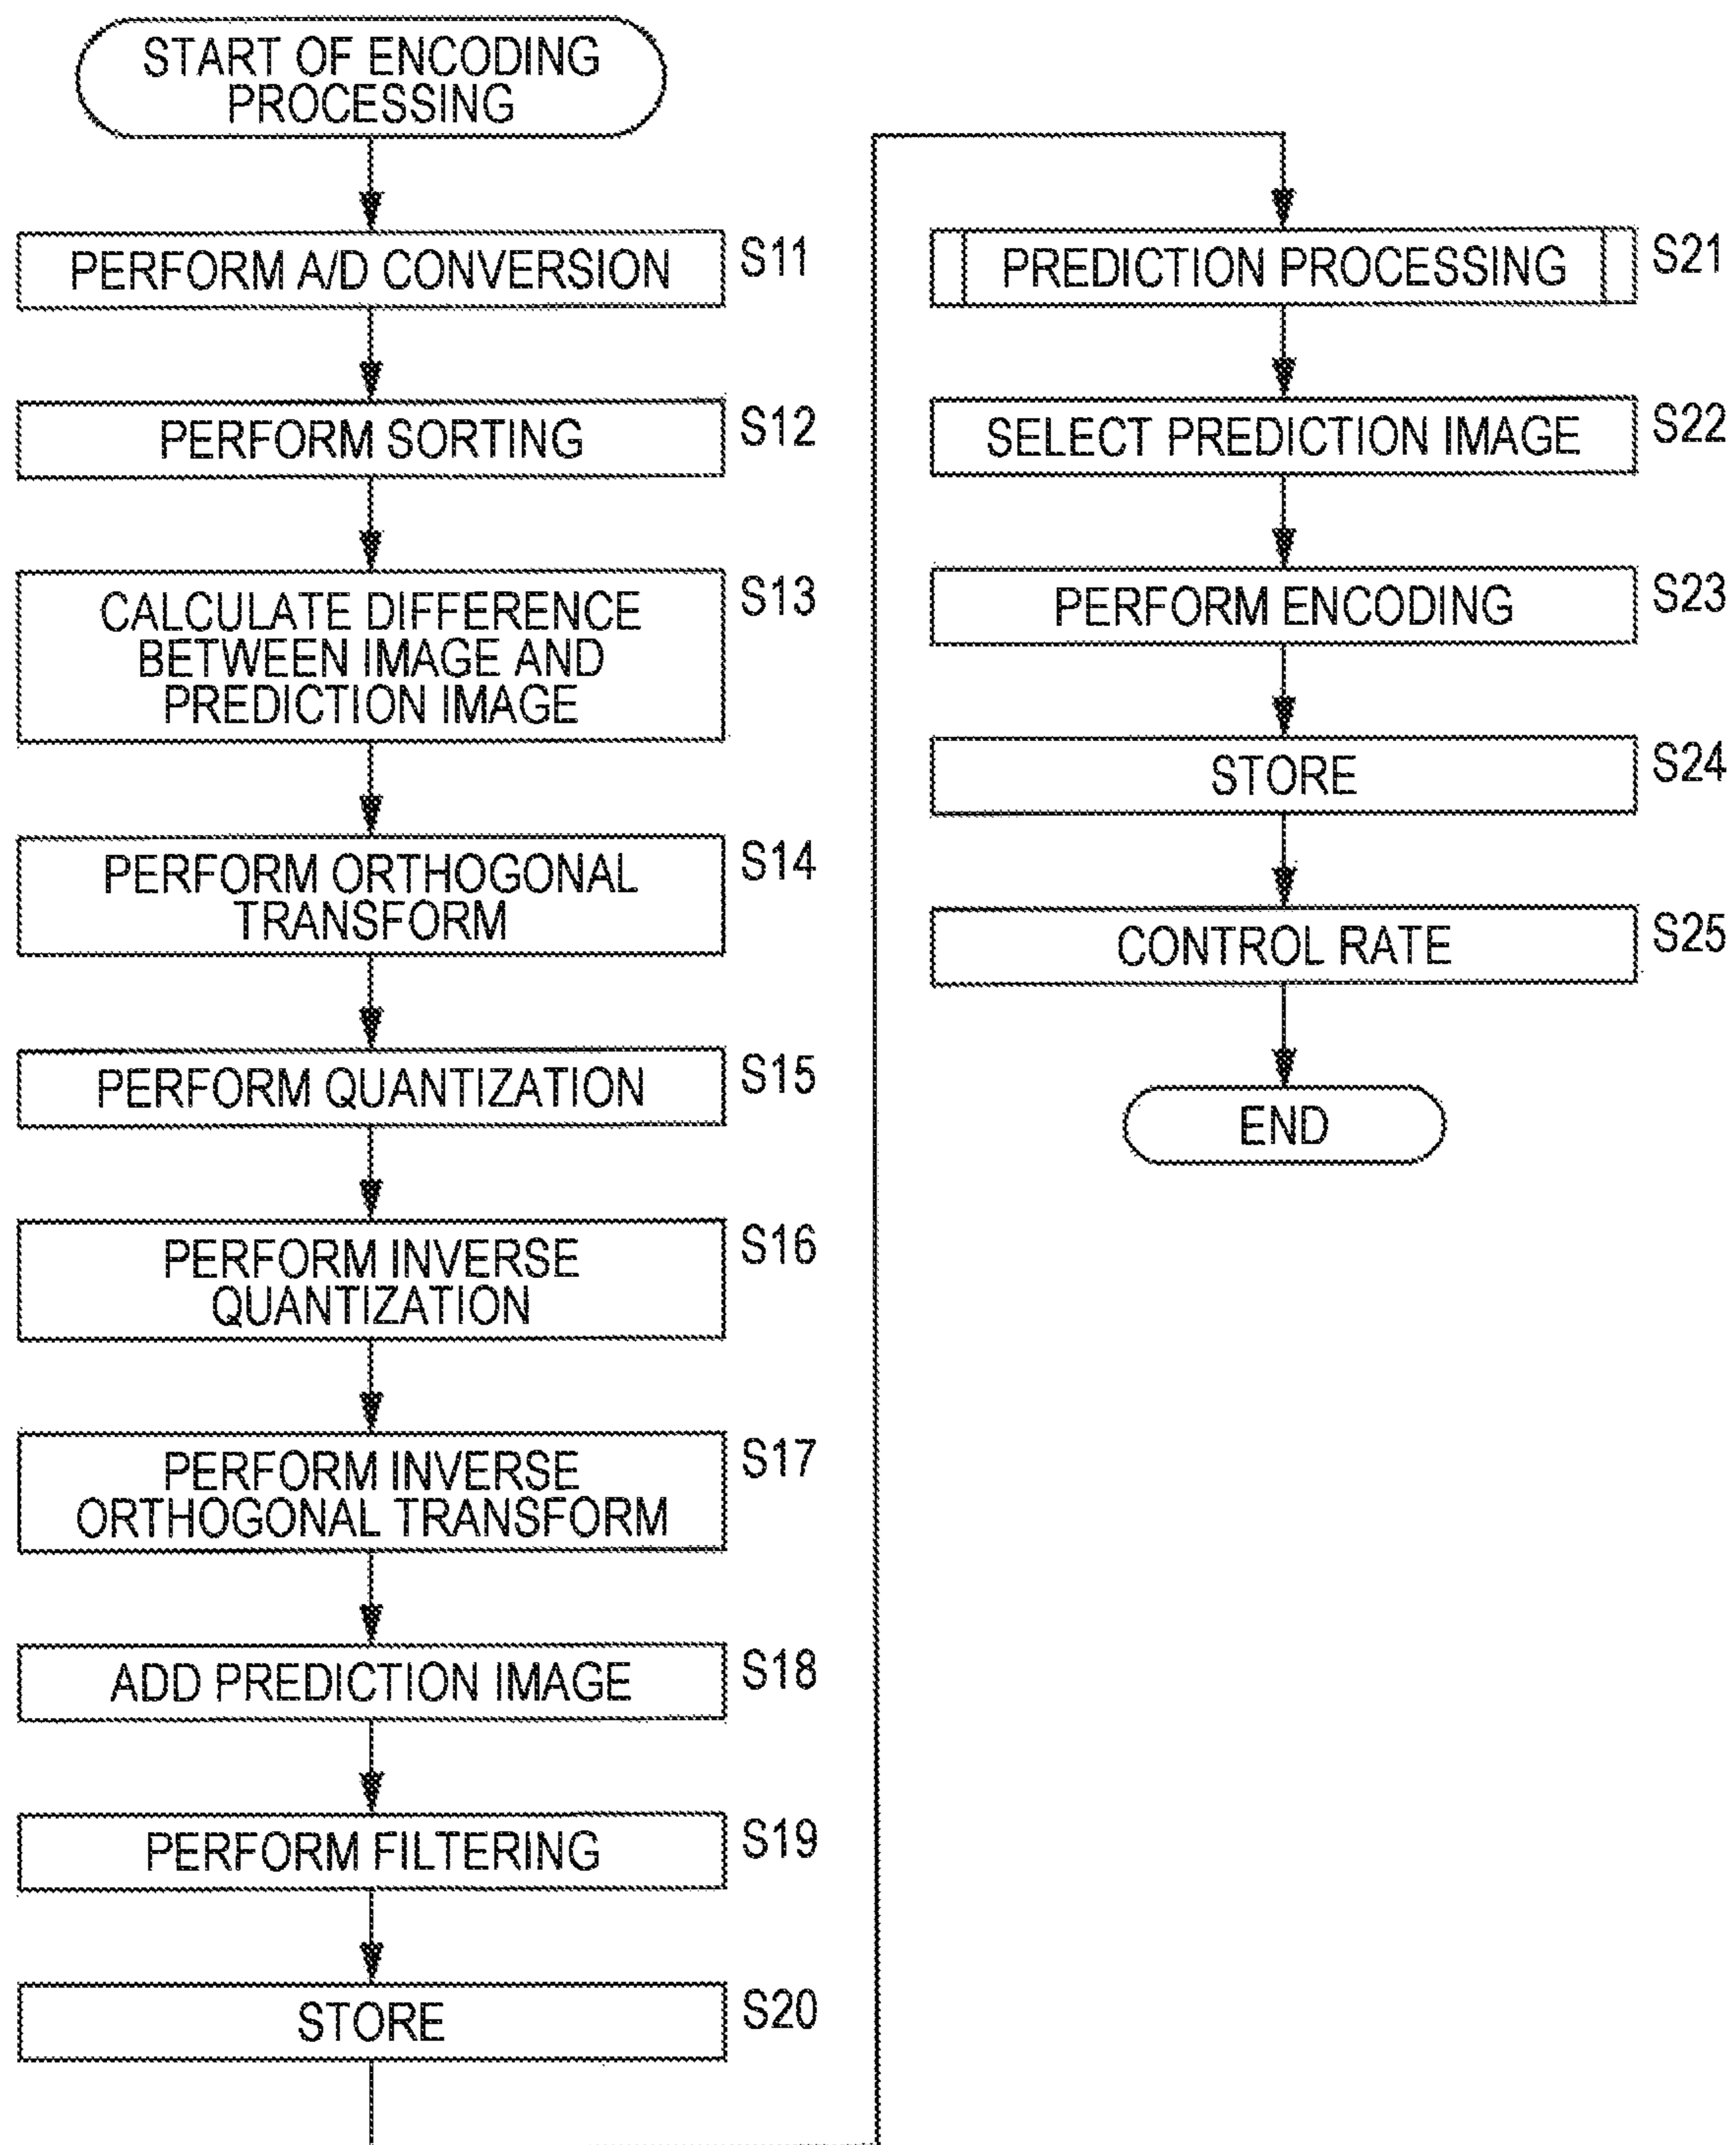 START OF ENCODING
PROCESSING
PERFORM A/D CONVERSION
S11
PERFORM SORTING
S12
CALCULATE DIFFERENCE
BETWEEN IMAGE AND
PREDICTION IMAGE
S13
PERFORM ORTHOGONAL
TRANSFORM
S14
PERFORM QUANTIZATION
S15
PERFORM INVERSE
QUANTIZATION
S16
PERFORM INVERSE
ORTHOGONAL TRANSFORM
S17
ADD PREDICTION IMAGE
S18
PERFORM FILTERING
S19
STORE
S20
PREDICTION PROCESSING
S21
SELECT PREDICTION IMAGE
S22
PERFORM ENCODING
S23
STORE
S24
CONTROL RATE
S25
END